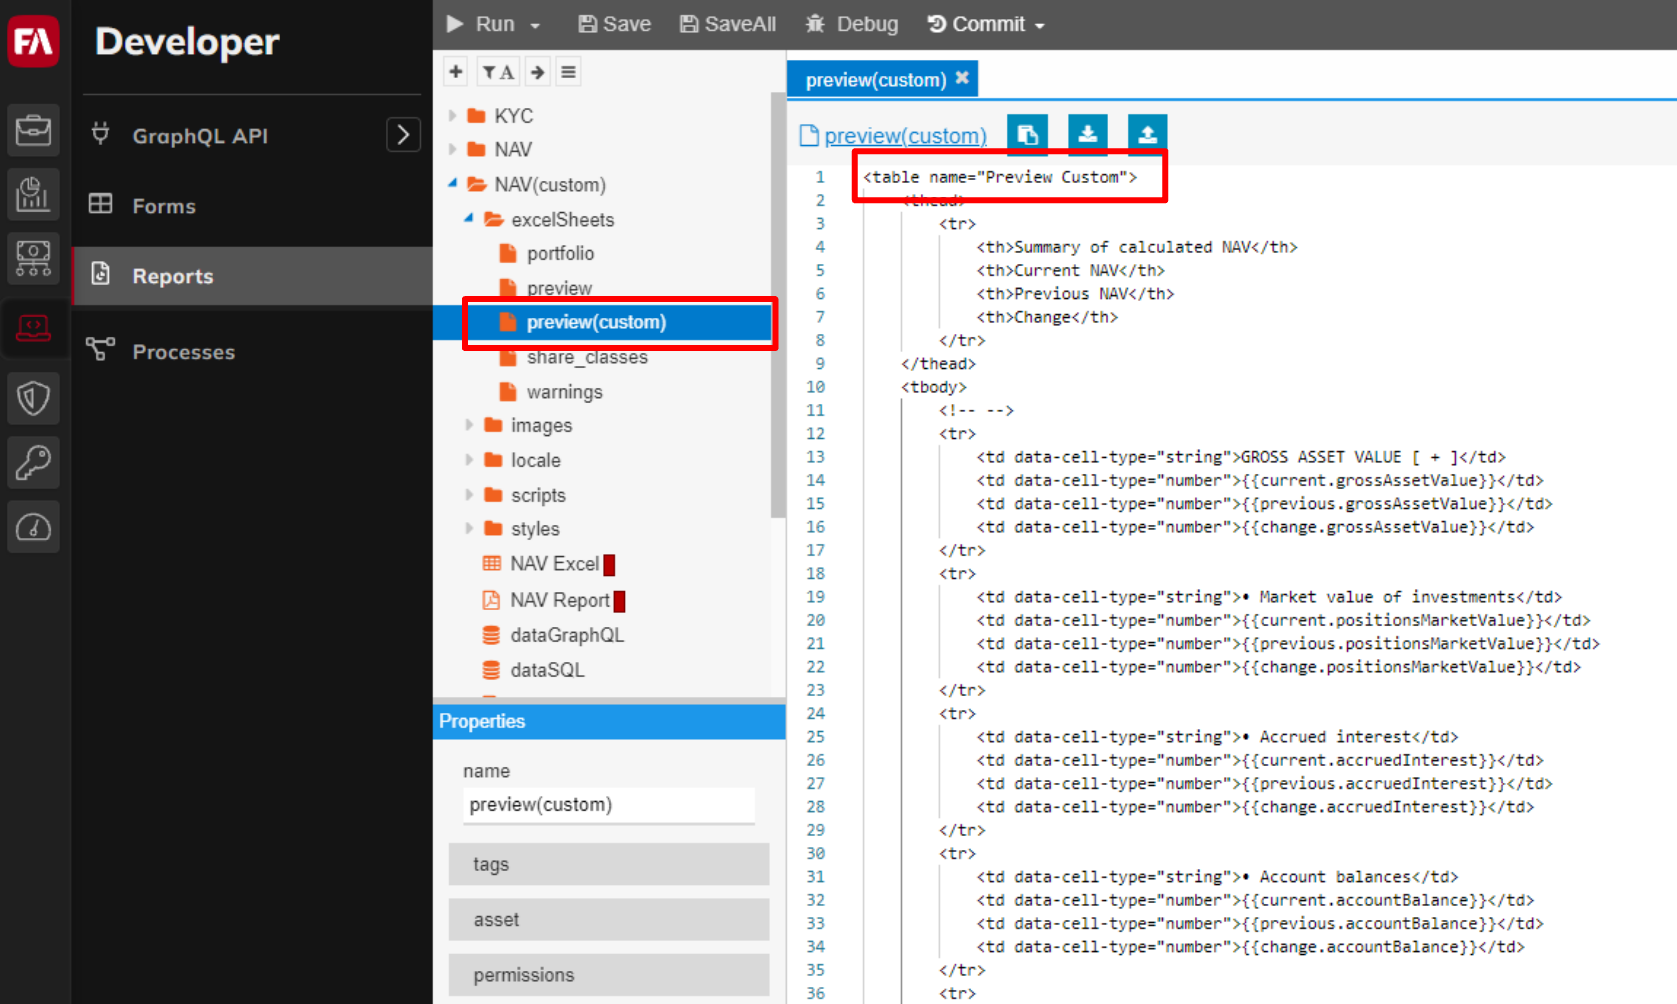 FA
Developer
GraphQL API
Forms
Reports
Processes
Run
Save
SaveAll
Debug
Commit
A
KYC
NAV
NAV(custom)
excelSheets
portfolio
preview
preview(custom)
share_classes
warnings
images
locale
scripts
styles
NAV Excel
NAV Report
dataGraphQL
dataSQL
Properties
name
preview(custom)
tags
asset
permissions
preview(custom)
preview(custom)
1 <table name="Preview Custom">
2 <thead>
3 <tr>
4 <th>Summary of calculated NAV</th>
5 <th>Current NAV</th>
6 <th>Previous NAV</th>
7 <th>Change</th>
8 </tr>
9 </thead>
10 <tbody>
11 <!-- -->
12 <tr>
13 <td data-cell-type="string">GROSS ASSET VALUE [ + ]</td>
14 <td data-cell-type="number">{{current.grossAssetValue}}</td>
15 <td data-cell-type="number">{{previous.grossAssetValue}}</td>
16 <td data-cell-type="number">{{change.grossAssetValue}}</td>
17 </tr>
18 <tr>
19 <td data-cell-type="string">• Market value of investments</td>
20 <td data-cell-type="number">{{current.positionsMarketValue}}</td>
21 <td data-cell-type="number">{{previous.positionsMarketValue}}</td>
22 <td data-cell-type="number">{{change.positionsMarketValue}}</td>
23 </tr>
24 <tr>
25 <td data-cell-type="string">• Accrued interest</td>
26 <td data-cell-type="number">{{current.accruedInterest}}</td>
27 <td data-cell-type="number">{{previous.accruedInterest}}</td>
28 <td data-cell-type="number">{{change.accruedInterest}}</td>
29 </tr>
30 <tr>
31 <td data-cell-type="string">• Account balances</td>
32 <td data-cell-type="number">{{current.accountBalance}}</td>
33 <td data-cell-type="number">{{previous.accountBalance}}</td>
34 <td data-cell-type="number">{{change.accountBalance}}</td>
35 </tr>
36 <tr>